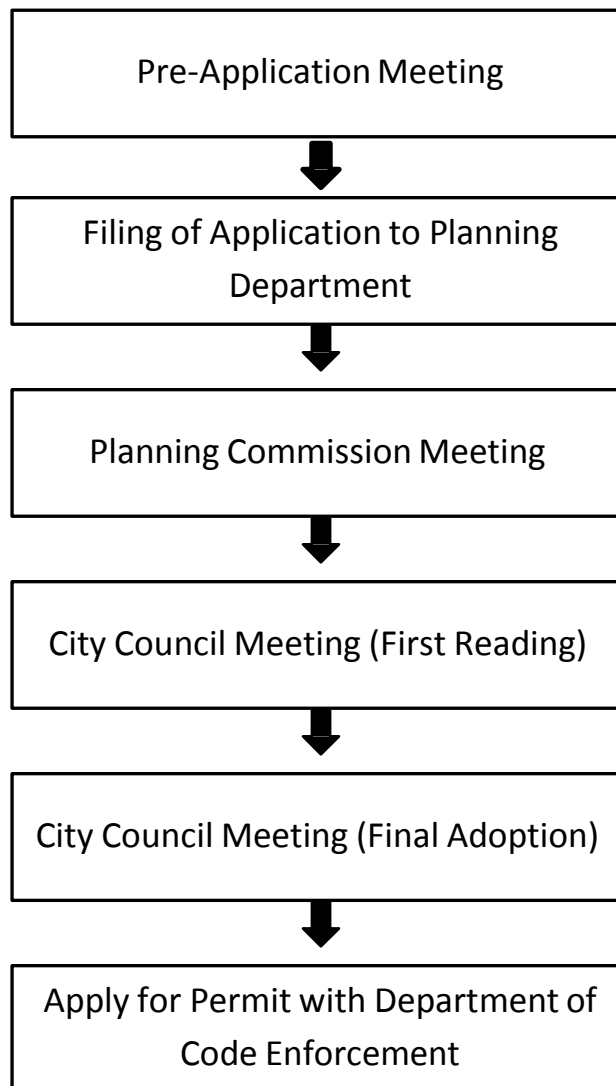 Pre-Application Meeting
Filing of Application to Planning
Department
Planning Commission Meeting
City Council Meeting (First Reading)
City Council Meeting (Final Adoption)
Apply for Permit with Department of
Code Enforcement